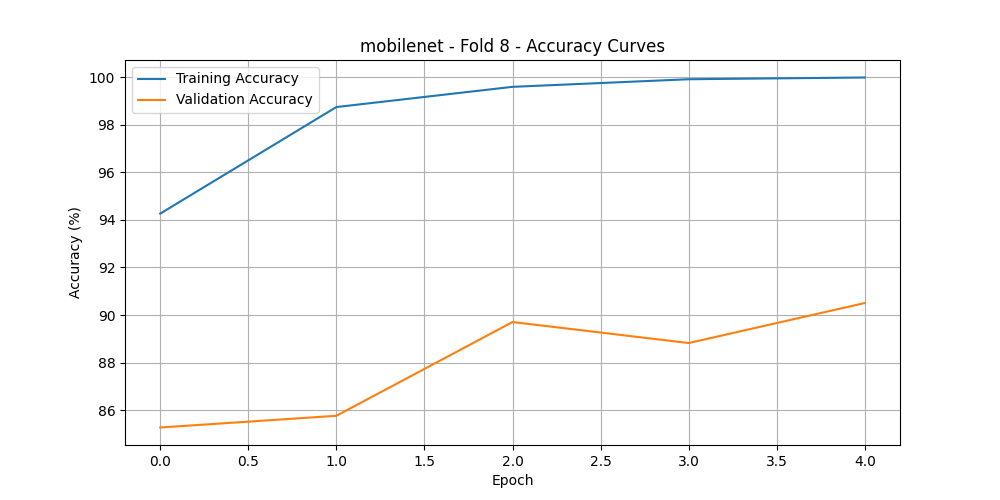 mobilenet - Fold 8 - Accuracy Curves
Training Accuracy
Validation Accuracy
Accuracy (%)
100
98
96
94
92
90
88
86
0.0 0.5 1.0 1.5 2.0 2.5 3.0 3.5 4.0
Epoch